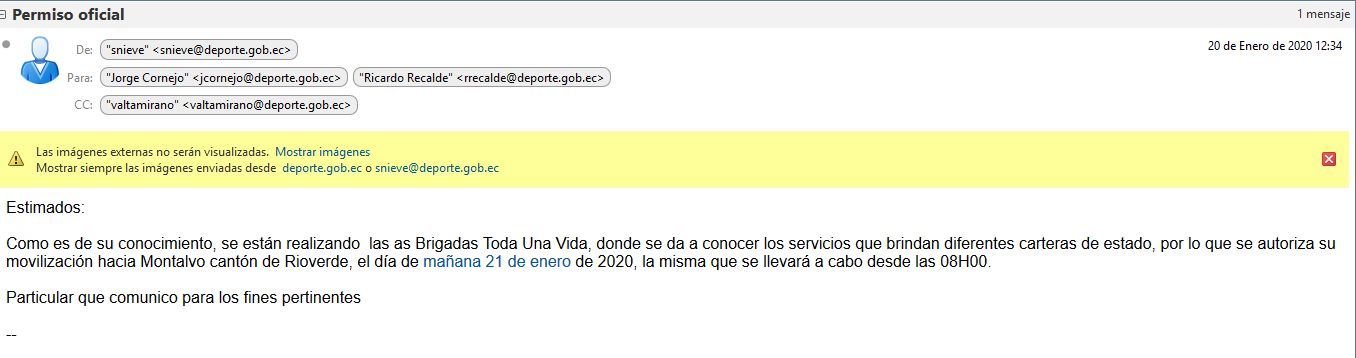 Permiso oficial 1 mensaje
De: "snieve" <snieve@deporte.gob.ec> 20 de Enero de 2020 12:34
Para: "Jorge Cornejo" <jcornejo@deporte.gob.ec> "Ricardo Recalde" <rrecalde@deporte.gob.ec>
CC: "valtamirano" <valtamirano@deporte.gob.ec>
Las imágenes externas no serán visualizadas. Mostrar imágenes
Mostrar siempre las imágenes enviadas desde deporte.gob.ec o snieve@deporte.gob.ec
Estimados:
Como es de su conocimiento, se están realizando las as Brigadas Toda Una Vida, donde se da a conocer los servicios que brindan diferentes carteras de estado, por lo que se autoriza su
movilización hacia Montalvo cantón de Rioverde, el día de mañana 21 de enero de 2020, la misma que se llevará a cabo desde las 08H00.
Particular que comunico para los fines pertinentes
--